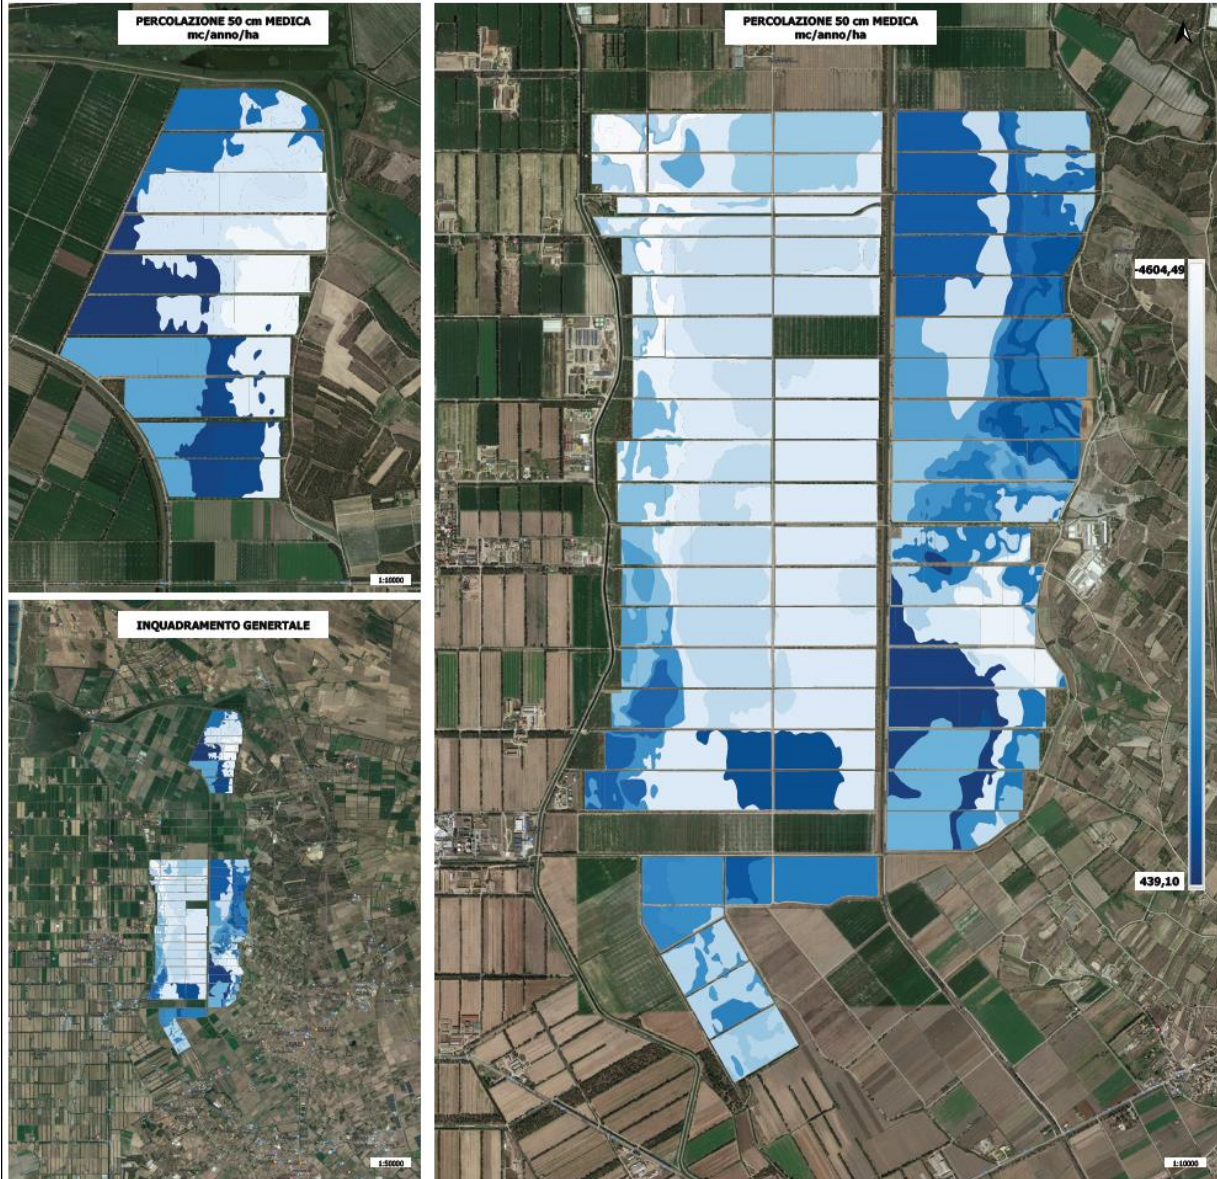 PERCOLAZIONE 50 cm MEDICA
mc/anno/ha
1:10000
INQUADRAMENTO GENERTALE
1:50000
PERCOLAZIONE 50 cm MEDICA
mc/anno/ha
-4604,49
439,10
1:10000